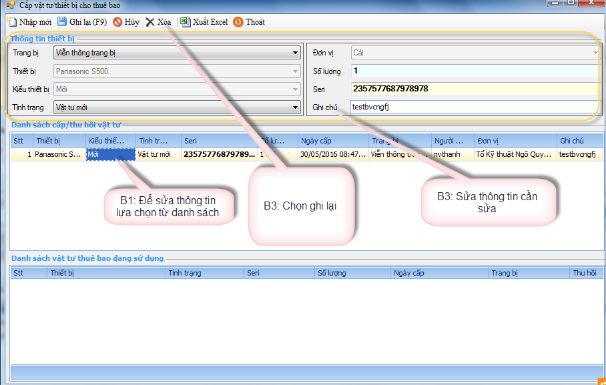 Cấp vật tư/thiết bị cho thuê bao
Nhập mới Ghi lại (F9) Hủy Xóa Xuất Excel Thoát
Thông tin thiết bị
Trang bị Viễn thông trang bị Đơn vị Cái
Thiết bị Panasonic S500 Số lượng 1
Kiểu thiết bị Mới Seri 2357577687978978
Tình trạng Vật tư mới Ghi chú testbvcngfj
Danh sách cấp/thu hồi vật tư
Stt Thiết bị Kiểu thiế... Tình tr... Seri Số lư... Ngày cấp Trang bị Người ... Đơn vị Ghi chú
1 Panasonic S... Mới Vật tư mới 23575776879789... 1 30/05/2016 08:47... Viễn thông tr... nvthanh Tổ Kỹ thuật Ngô Quy... testbvcngfj
B1: Để sửa thông tin
lựa chọn từ danh sách
B3: Chọn ghi lại
B3: Sửa thông tin cần
sửa
Danh sách vật tư thuê bao đang sử dụng
Stt Thiết bị Tình trạng Seri Số lượng Ngày cấp Trang bị Thu hồi